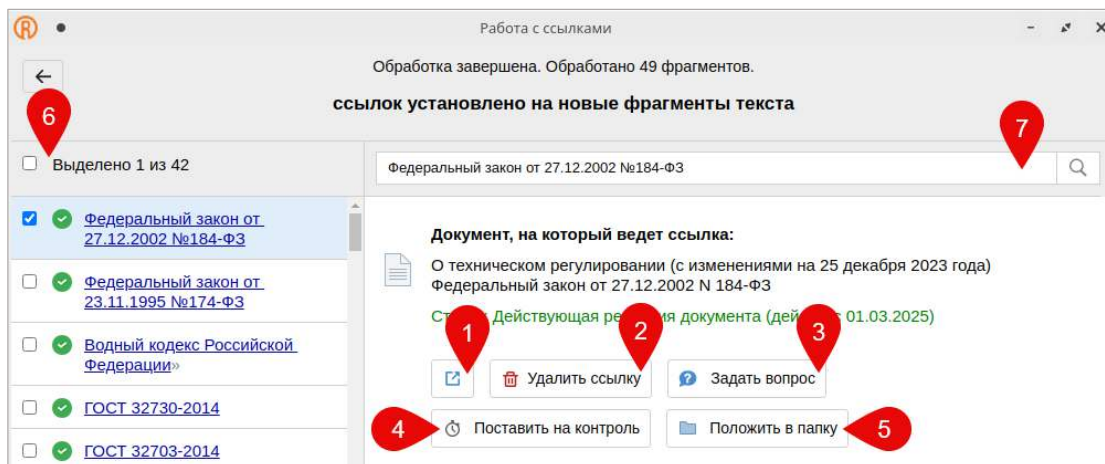 Работа с ссылками
Обработка завершена. Обработано 49 фрагментов.
ссылок установлено на новые фрагменты текста
6
7
Выделено 1 из 42
Федеральный закон от 27.12.2002 №184-ФЗ
Федеральный закон от
27.12.2002 №184-ФЗ
Федеральный закон от
23.11.1995 №174-ФЗ
Водный кодекс Российской
Федерации»
ГОСТ 32730-2014
ГОСТ 32703-2014
Документ, на который ведет ссылка:
О техническом регулировании (с изменениями на 25 декабря 2023 года)
Федеральный закон от 27.12.2002 N 184-ФЗ
Действующая документа с 01.03.2025)
1
2
3
Удалить ссылку
Задать вопрос
4
Поставить на контроль
Положить в папку
5